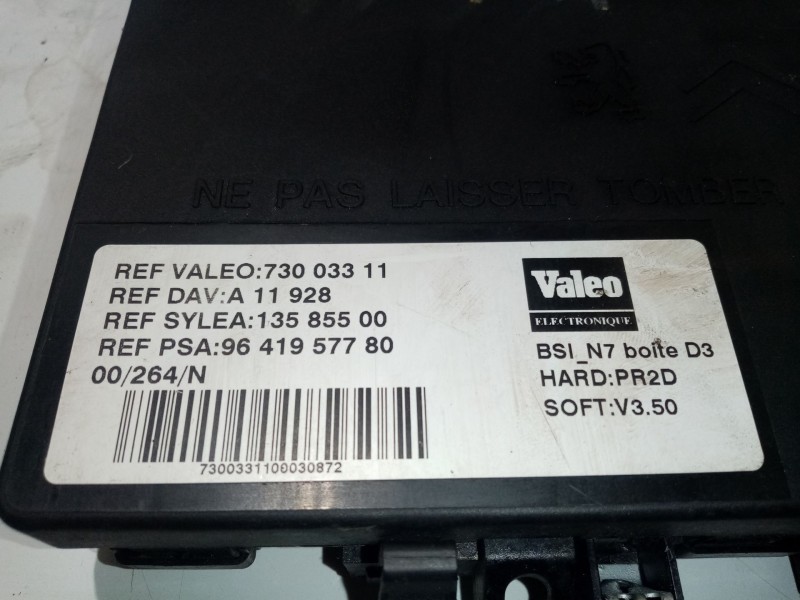 NE PAS LAISSER TOMBER
REF VALEO:730 033 11
REF DAV:A 11 928
REF SYLEA:135 855 00
REF PSA:96 419 577 80
00/264/N
7300331100030872
Valeo
ELECTRONIQUE
BSI_N7 boite D3
HARD:PR2D
SOFT:V3.50